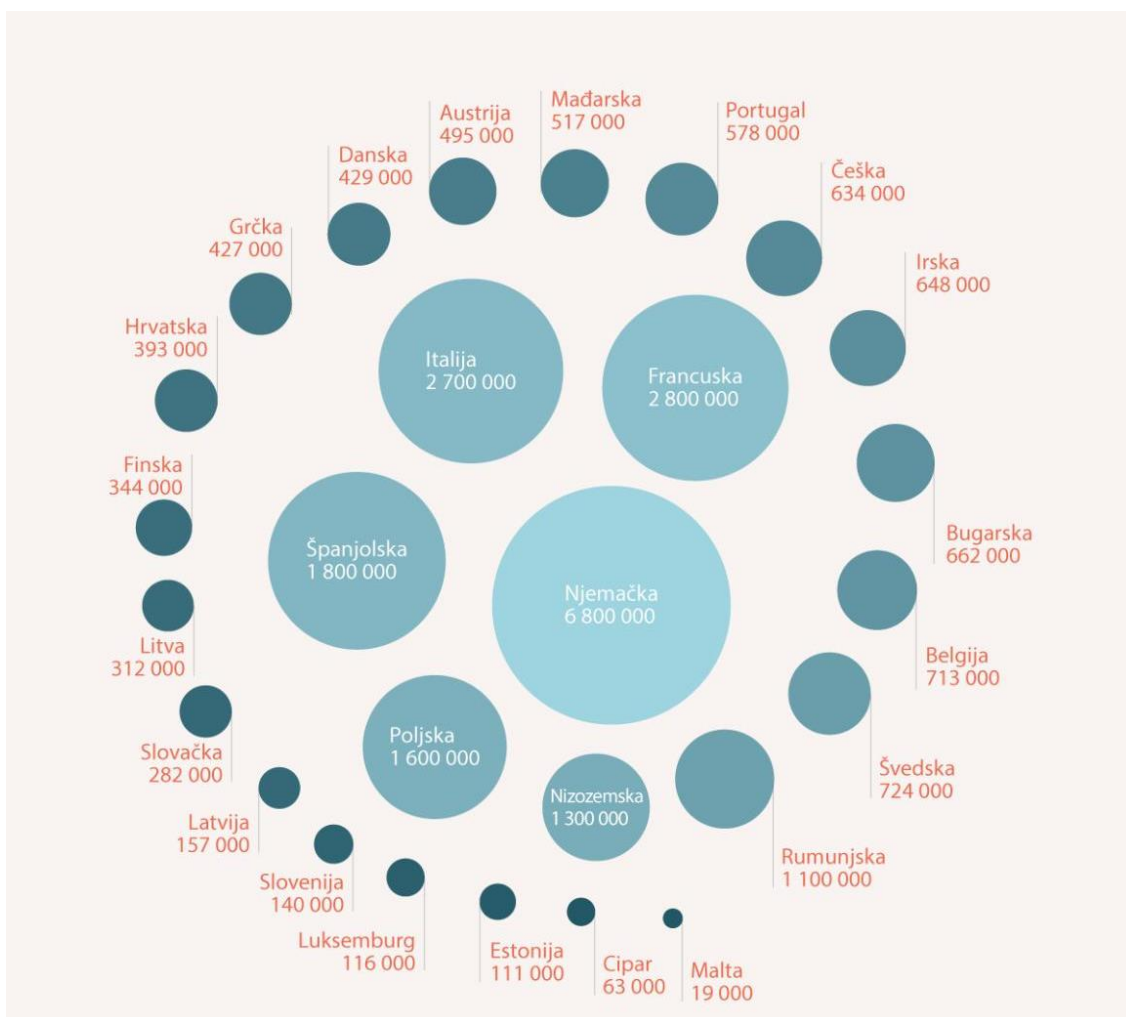 Mađarska
517 000
Portugal
578 000
Austrija
495 000
Danska
429 000
Češka
634 000
Grčka
427 000
Irska
648 000
Hrvatska
393 000
Italija
2 700 000
Francuska
2 800 000
Finska
344 000
Španjolska
1 800 000
Bugarska
662 000
Njemačka
6 800 000
Litva
312 000
Belgija
713 000
Slovačka
282 000
Poljska
1 600 000
Švedska
724 000
Nizozemska
1 300 000
Latvija
157 000
Rumunjska
1 100 000
Slovenija
140 000
Luksemburg
116 000
Estonija
111 000
Cipar
63 000
Malta
19 000